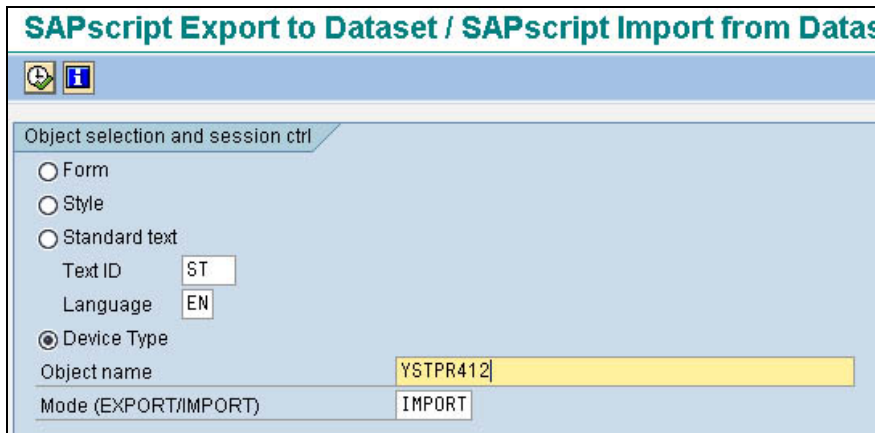 SAPscript Export to Dataset / SAPscript Import from Datas
Object selection and session ctrl
Form
Style
Standard text
Text ID ST
Language EN
Device Type
Object name YSTPR412
Mode (EXPORT/IMPORT) IMPORT